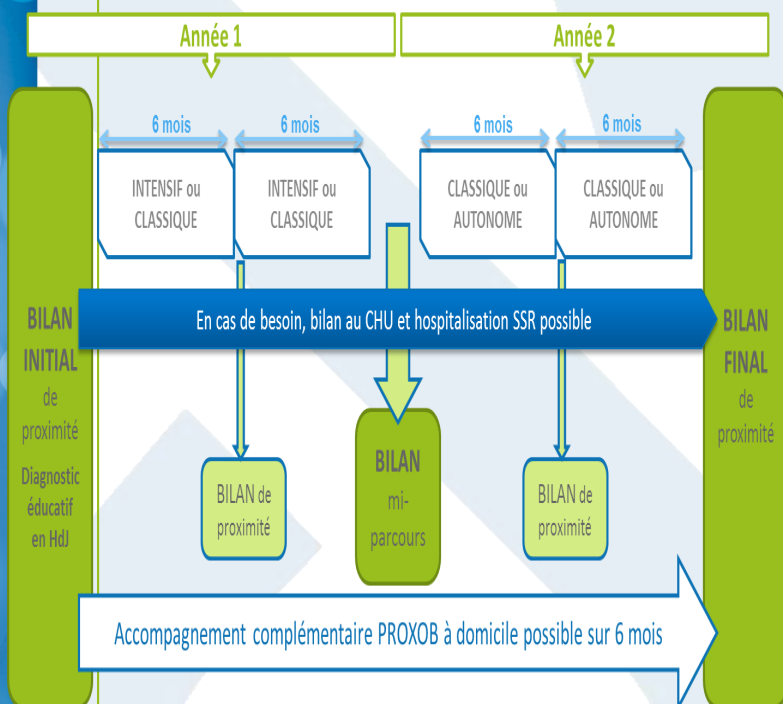 Année 1
Année 2
6 mois
6 mois
6 mois
6 mois
INTENSIF ou
CLASSIQUE
INTENSIF ou
CLASSIQUE
CLASSIQUE ou
AUTONOME
CLASSIQUE ou
AUTONOME
BILAN
INITIAL
de
proximité
Diagnostic
éducatif
en HdJ
En cas de besoin, bilan au CHU et hospitalisation SSR possible
BILAN
FINAL
de
proximité
BILAN de
proximité
BILAN
mi-
parcours
BILAN de
proximité
Accompagnement complémentaire PROXOB à domicile possible sur 6 mois